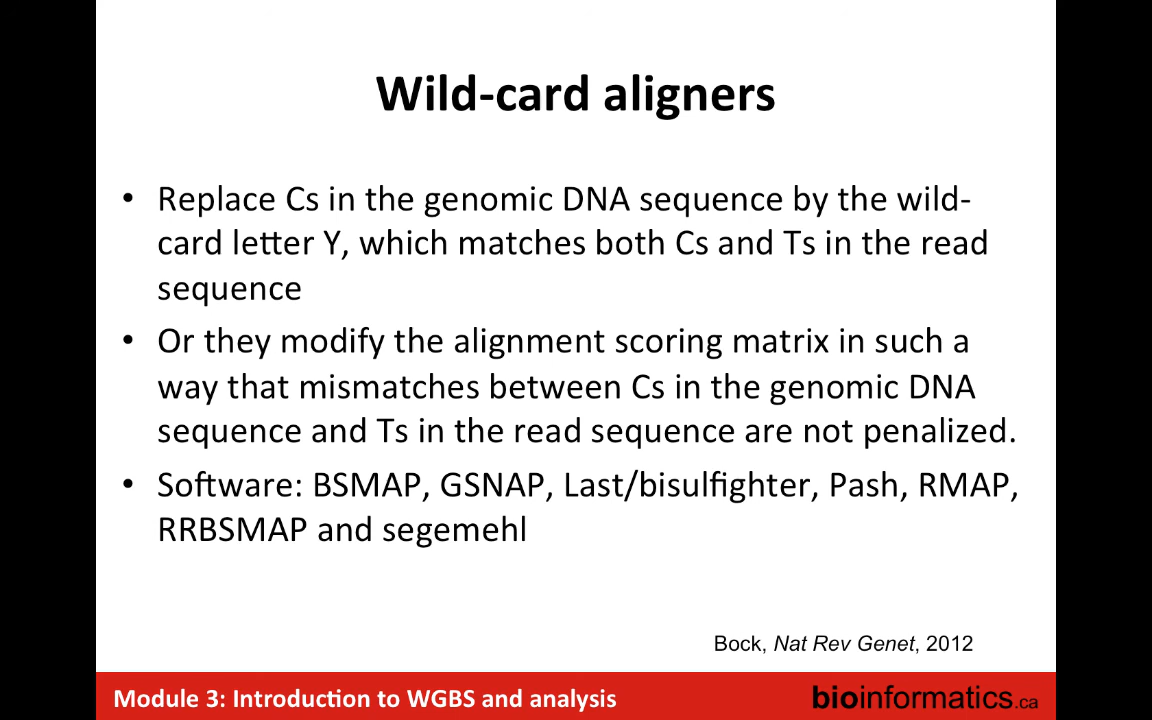 Wild-card aligners
• Replace Cs in the genomic DNA sequence by the wild-
card letter Y, which matches both Cs and Ts in the read
sequence
• Or they modify the alignment scoring matrix in such a
way that mismatches between Cs in the genomic DNA
sequence and Ts in the read sequence are not penalized.
• Software: BSMAP, GSNAP, Last/bisulfighter, Pash, RMAP,
RRBSMAP and segemehl
Bock, Nat Rev Genet, 2012
Module 3: Introduction to WGBS and analysis
bioinformatics.ca